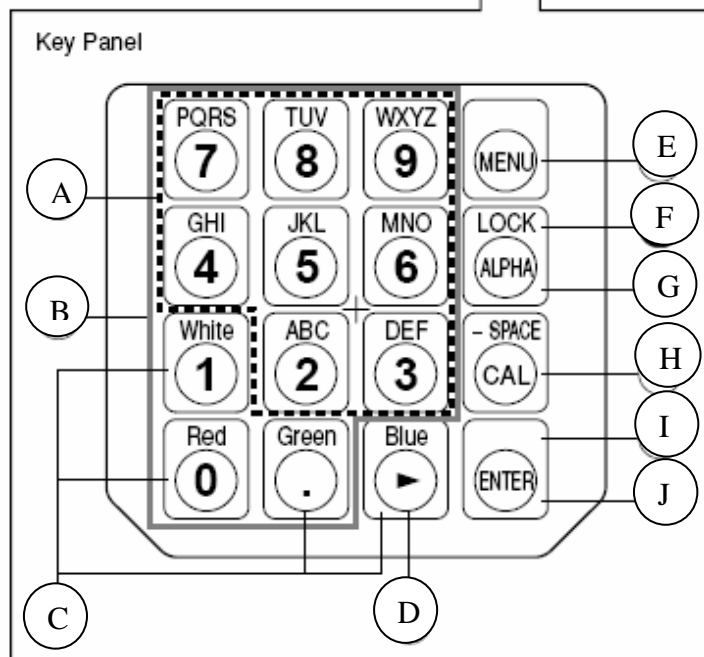 Key Panel
PQRS TUV WXYZ
7 8 9 MENU E
A
GHI JKL MNO LOCK F
4 5 6 ALPHA G
B
White ABC DEF – SPACE
1 2 3 CAL H
Red Green Blue I
0 . ► ENTER J
C D